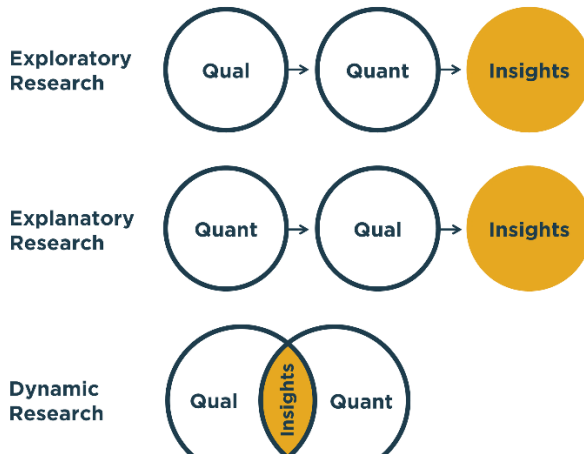 Exploratory
Research
Qual
Quant
Insights
Explanatory
Research
Quant
Qual
Insights
Dynamic
Research
Qual
Insights
Quant